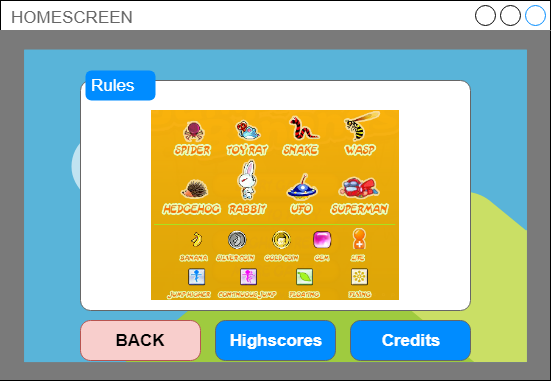 HOMESCREEN
Rules
SPIDER TOY RAT SNAKE WASP
HEDGEHOG RABBIT UFO SUPERMAN
BANANA SILVER COIN GOLD COIN GEM LIFE
JUMP HIGHER CONTINUOUS JUMP FLOATING FLYING
BACK Highscores Credits